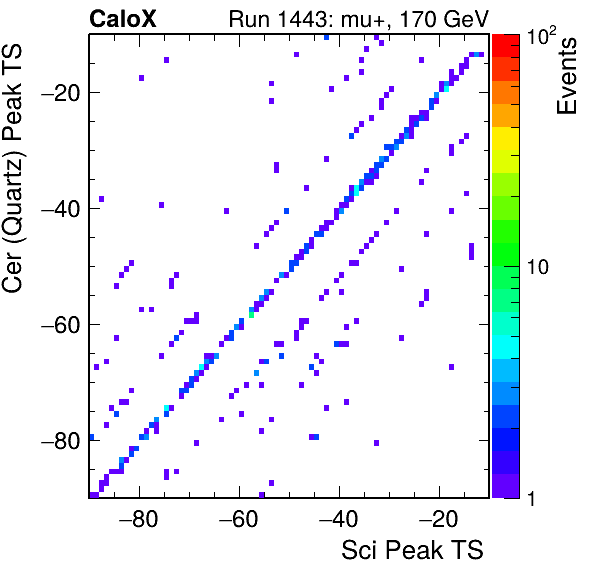 CaloX Run 1443: mu+, 170 GeV
Cer (Quartz) Peak TS
−20
−40
−60
−80
−80 −60 −40 −20
Sci Peak TS
10²
10
1
Events